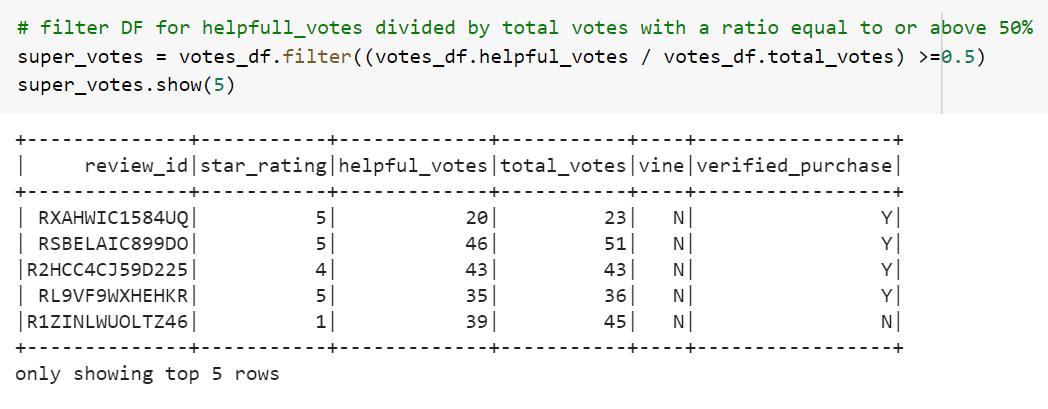 # filter DF for helpfull_votes divided by total votes with a ratio equal to or above 50%
super_votes = votes_df.filter((votes_df.helpful_votes / votes_df.total_votes) >=0.5)
super_votes.show(5)
+--------------+-----------+-------------+-----------+----+-----------------+
|     review_id|star_rating|helpful_votes|total_votes|vine|verified_purchase|
+--------------+-----------+-------------+-----------+----+-----------------+
| RXAHWIC1584UQ|          5|           20|         23|   N|                Y|
| RSBELAIC899DO|          5|           46|         51|   N|                Y|
|R2HCC4CJ59D225|          4|           43|         43|   N|                Y|
| RL9VF9WXHEHKR|          5|           35|         36|   N|                Y|
|R1ZINLWUOLTZ46|          1|           39|         45|   N|                N|
+--------------+-----------+-------------+-----------+----+-----------------+
only showing top 5 rows